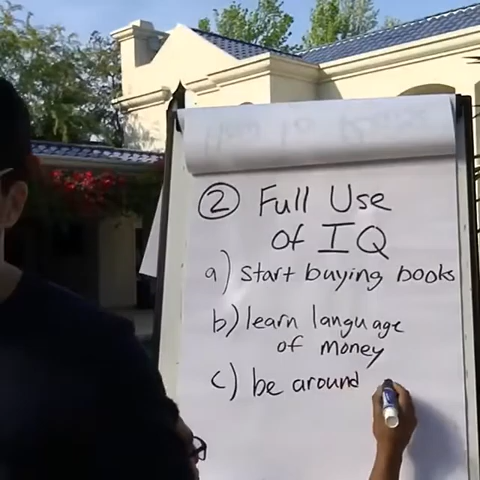 ② Full Use
of IQ
a) start buying books
b) learn language
of money
c) be around